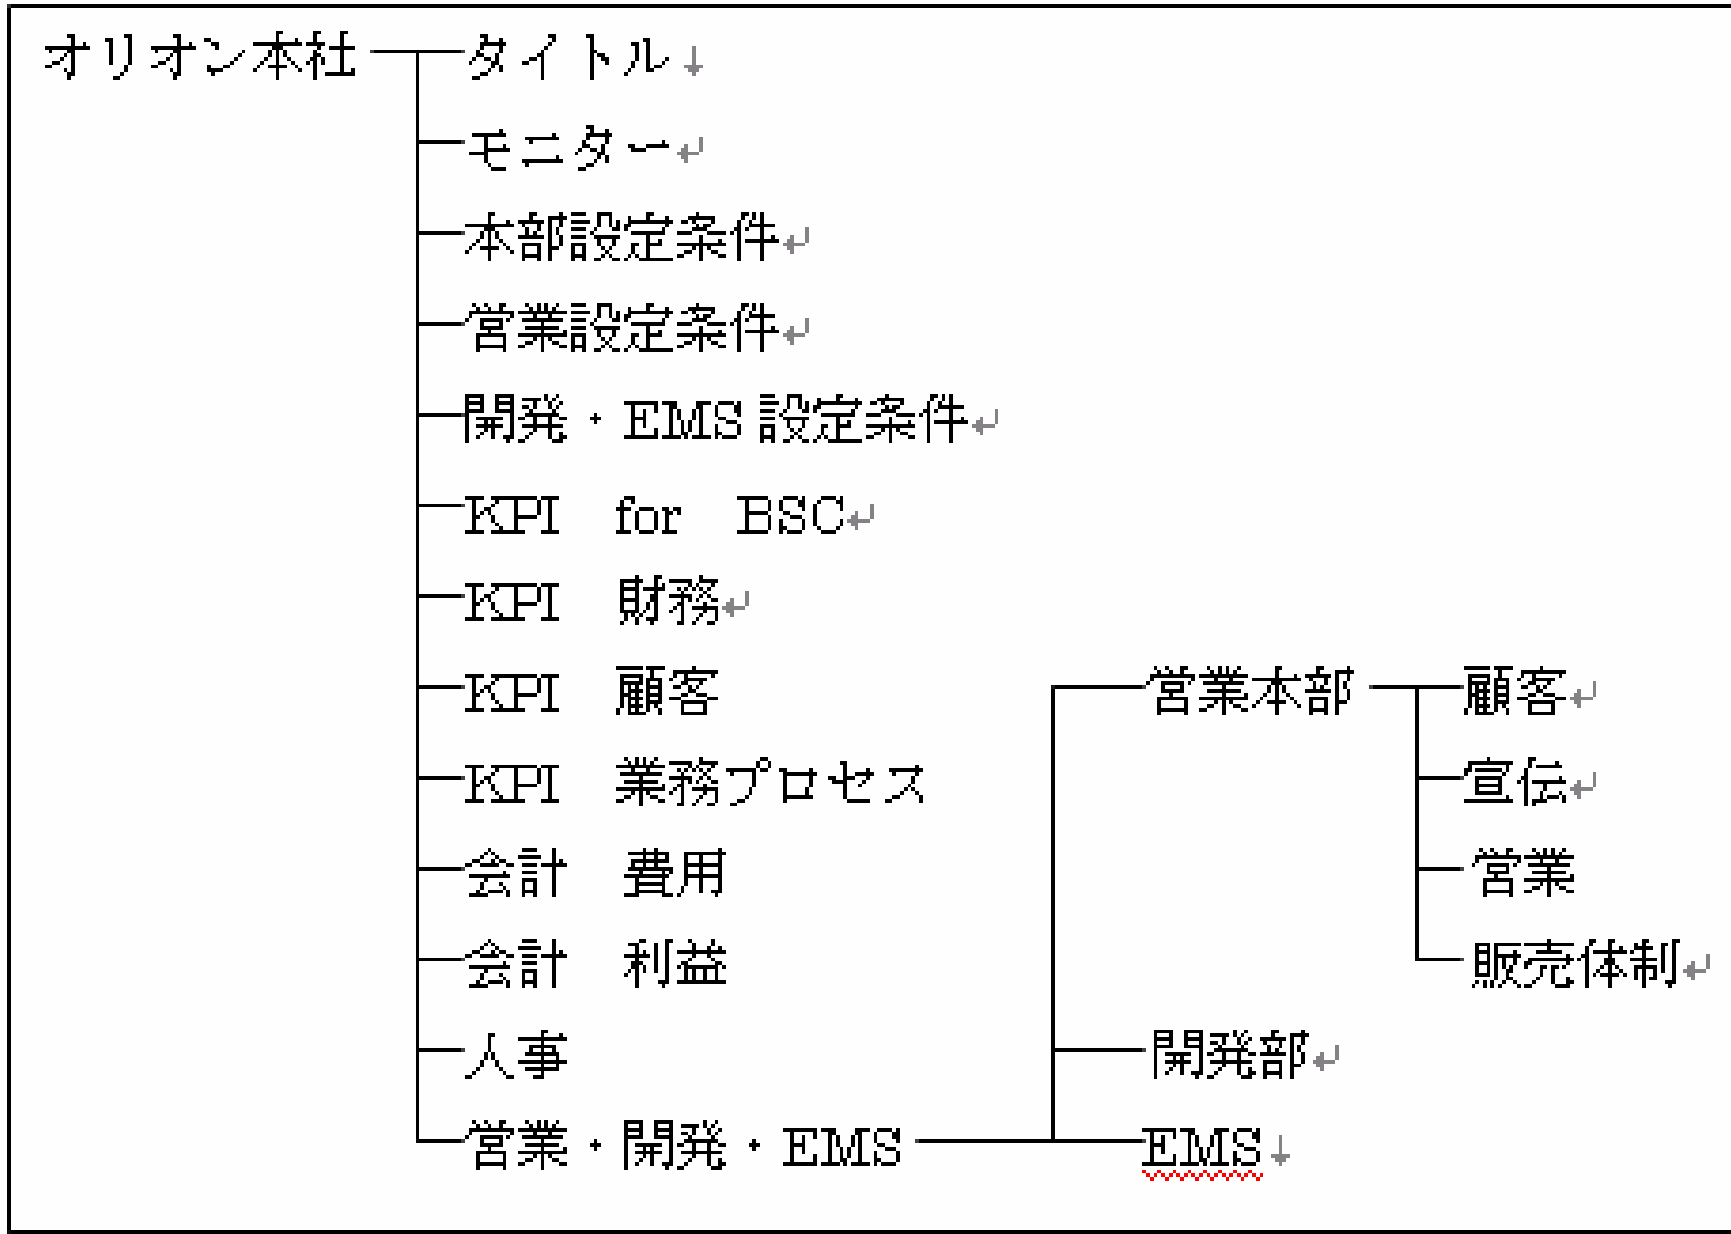 オリオン本社 タイトル
モニター
本部設定条件
営業設定条件
開発・EMS設定条件
KPI for BSC
KPI 財務
KPI 顧客 営業本部 顧客
KPI 業務プロセス 宣伝
会計 費用 営業
会計 利益 販売体制
人事 開発部
営業・開発・EMS EMS